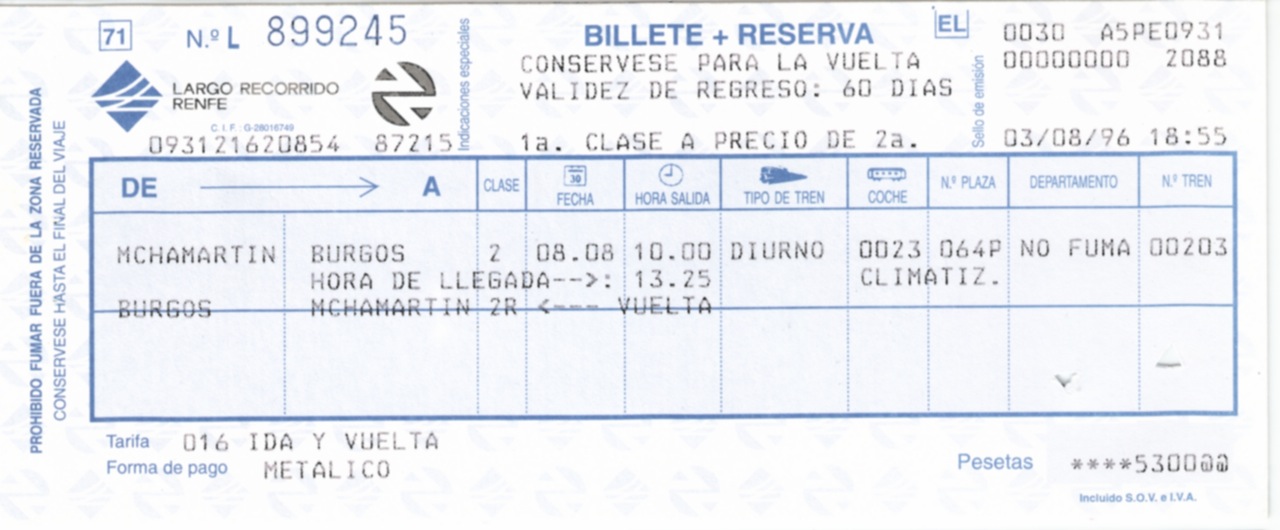 71 N.º L 899245 BILLETE + RESERVA EL 0030 A5PE0931
CONSERVESE PARA LA VUELTA 00000000 2088
LARGO RECORRIDO
RENFE
VALIDEZ DE REGRESO: 60 DIAS
C. I. F.: G-28016749
093121620854 87215 1a. CLASE A PRECIO DE 2a. 03/08/96 18:55
Indicaciones especiales
Sello de emisión
PROHIBIDO FUMAR FUERA DE LA ZONA RESERVADA
CONSERVESE HASTA EL FINAL DEL VIAJE
DE A CLASE FECHA HORA SALIDA TIPO DE TREN COCHE N.º PLAZA DEPARTAMENTO N.º TREN
30
MCHAMARTIN BURGOS 2 08.08 10.00 DIURNO 0023 064P NO FUMA 00203
HORA DE LLEGADA-->: 13.25 CLIMATIZ.
BURGOS MCHAMARTIN 2R <--- VUELTA
Tarifa 016 IDA Y VUELTA
Forma de pago METALICO
Pesetas ****5300@@
Incluido S.O.V. e I.V.A.